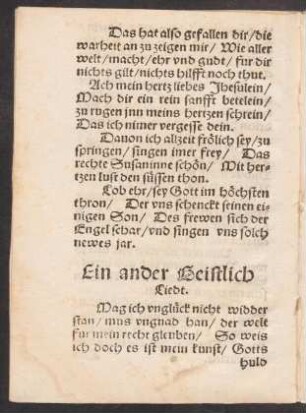 Das hat also gefallen dir/die
warheit an zu zeigen mir/ Wie aller
welt/macht/ehr vnd gudt/ für dir
nichts gilt/nichts hilfft noch thut.
Ach mein hertz liebes Jhesulein/
Mach dir ein rein sanfft betelein/
zu rugen jnn meins hertzen schrein/
Das ich nimer vergesse dein.
Dauon ich altzeit frölich sey/zu
springen/ singen imer frey/ Das
rechte Susaninne schön/ Mit her-
tzen lust den süssen thon.
Lob ehr/sey Gott im höchsten
thron/ Der vns schenckt seinen ei-
nigen Son/ Des frewen sich der
Engel schar/vnd singen vns solch
newes jar.
Ein ander Geistlich
Liedt.
Mag ich vnglück nicht widder
stan/ mus vngnad han/ der welt
fur mein recht gleuben/ So weis
ich doch es ist mein kunst/ Gotts
huld